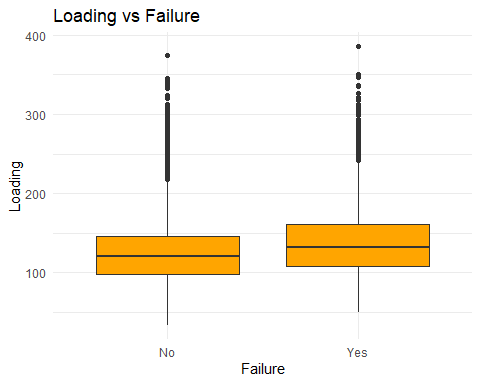 Loading vs Failure
400
300
200
100
Loading
No
Yes
Failure